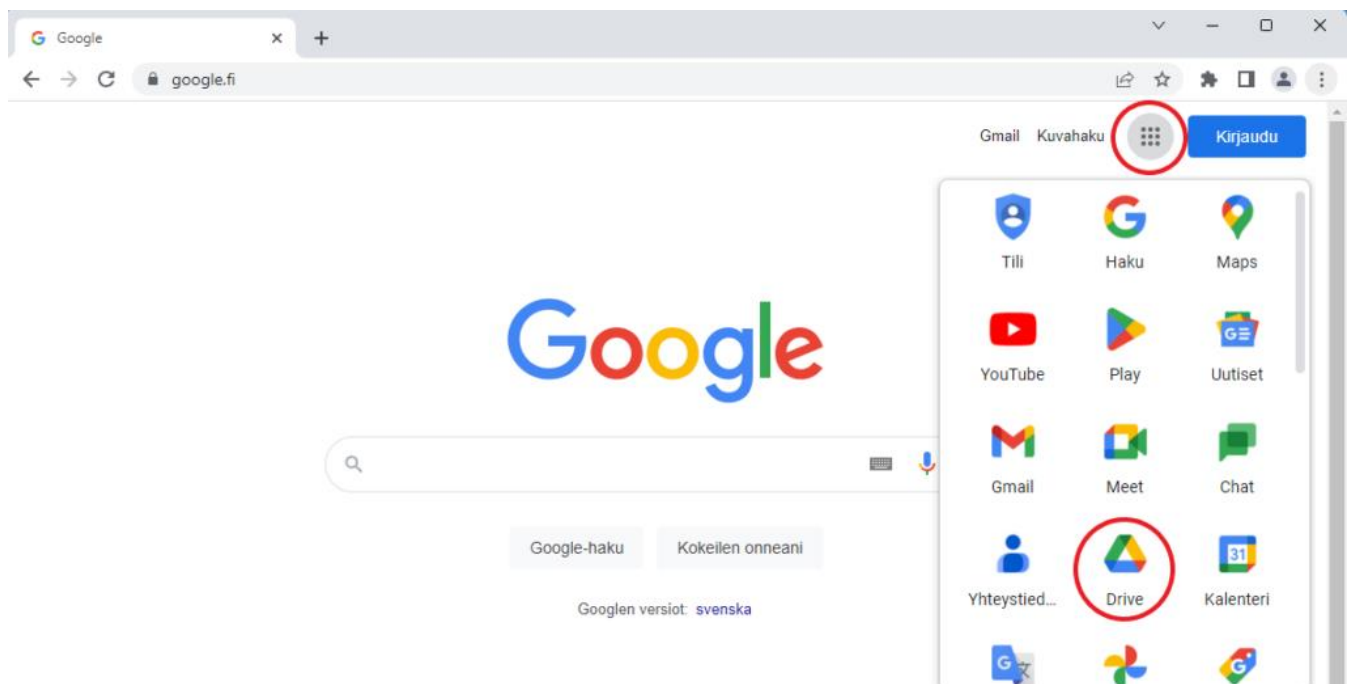 Google
google.fi
Gmail Kuvahaku Kirjaudu
Tili Haku Maps
YouTube Play Uutiset
Gmail Meet Chat
Yhteystied... Drive Kalenteri
Google
Google-haku Kokeilen onneani
Googlen versiot: svenska